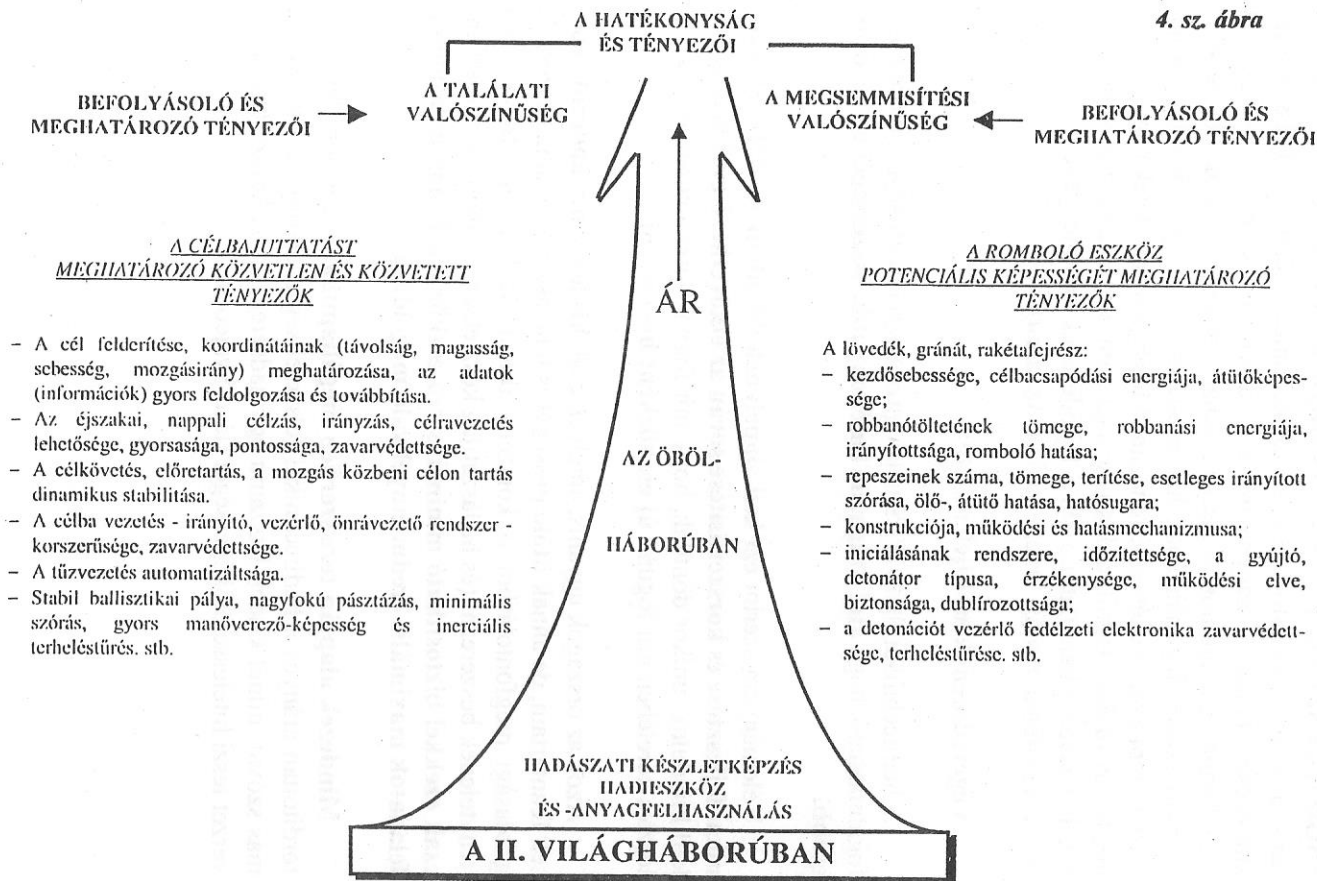 4. sz. ábra
A HATÉKONYSÁG
ÉS TÉNYEZŐI
A TALÁLATI
VALÓSZÍNŰSÉG
A MEGSEMMISÍTÉSI
VALÓSZÍNŰSÉG
BEFOLYÁSOLÓ ÉS
MEGHATÁROZÓ TÉNYEZŐI
BEFOLYÁSOLÓ ÉS
MEGHATÁROZÓ TÉNYEZŐI
A CÉLBAJUTTATÁST
MEGHATÁROZÓ KÖZVETLEN ÉS KÖZVETETT
TÉNYEZŐK
– A cél felderítése, koordinátáinak (távolság, magasság,
sebesség, mozgásirány) meghatározása, az adatok
(információk) gyors feldolgozása és továbbítása.
– Az éjszakai, nappali célzás, irányzás, célravezetés
lehetősége, gyorsasága, pontossága, zavarvédettsége.
– A célkövetés, előretartás, a mozgás közbeni célon tartás
dinamikus stabilitása.
– A célba vezetés - irányító, vezérlő, önrávezető rendszer -
korszerűsége, zavarvédettsége.
– A tűzvezetés automatizáltsága.
– Stabil ballisztikai pálya, nagyfokú pásztázás, minimális
szórás, gyors manőverező-képesség és inerciális
terheléstűrés. stb.
ÁR
AZ ÖBÖL-
HÁBORÚBAN
A ROMBOLÓ ESZKÖZ
POTENCIÁLIS KÉPESSÉGÉT MEGHATÁROZÓ
TÉNYEZŐK
A lövedék, gránát, rakétafejrész:
– kezdősebessége, célbacsapódási energiája, átütőképes-
sége;
– robbanótöltetének tömege, robbanási energiája,
irányítottsága, romboló hatása;
– repeszeinek száma, tömege, terítése, esetleges irányított
szórása, ölő-, átütő hatása, hatósugara;
– konstrukciója, működési és hatásmechanizmusa;
– iniciálásának rendszere, időzítettsége, a gyújtó,
detonátor típusa, érzékenysége, működési elve,
biztonsága, dublírozottsága;
– a detonációt vezérlő fedélzeti elektronika zavarvédett-
sége, terheléstűrése. stb.
HADÁSZATI KÉSZLETKÉPZÉS
HADIESZKÖZ
ÉS -ANYAGFELHASZNÁLÁS
A II. VILÁGHÁBORÚBAN